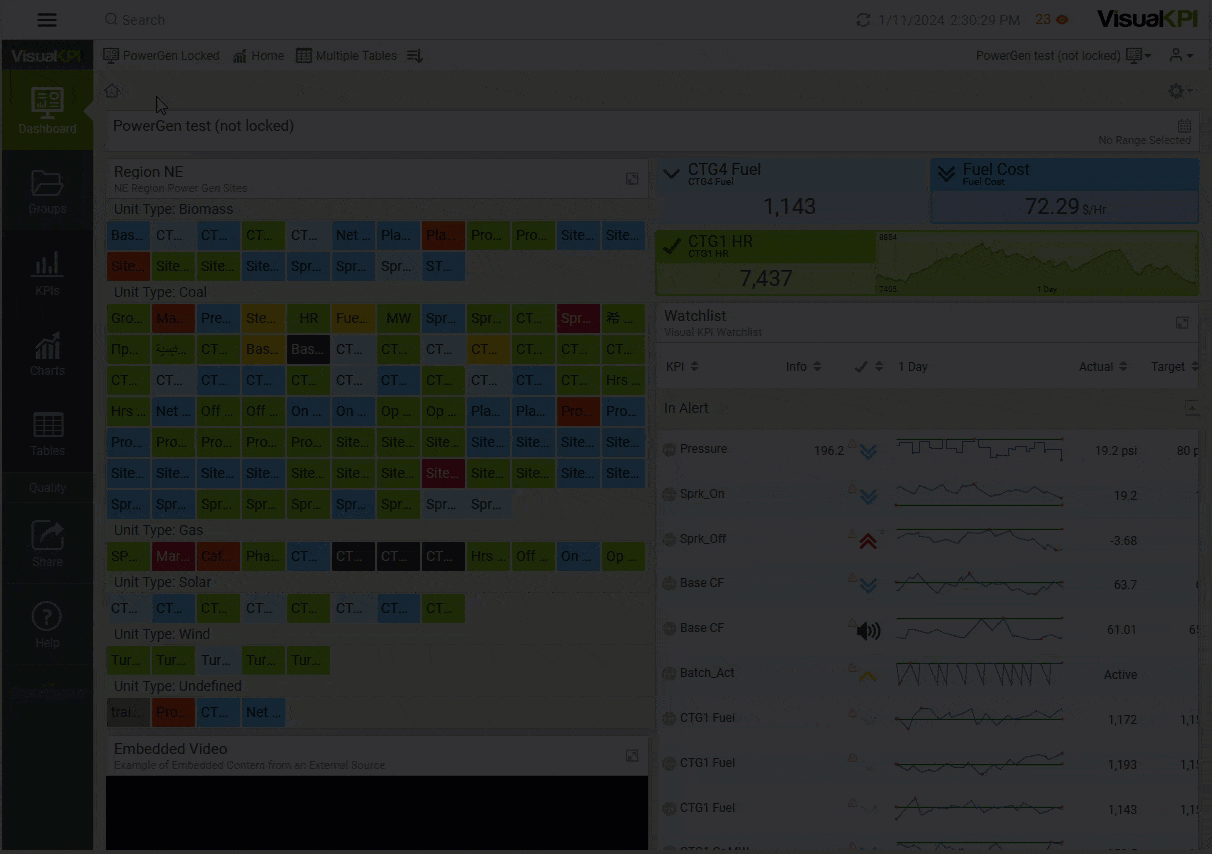 Search
1/11/2024 2:30:29 PM
23
VisualKPI
VisualKPI
PowerGen Locked
Home
Multiple Tables
PowerGen test (not locked)
Dashboard
Groups
KPIs
Charts
Tables
Quality
Share
Help
PowerGen test (not locked)
No Range Selected
Region NE
NE Region Power Gen Sites
Unit Type: Biomass
Bas... CT... CT... CT... CT... Net ... Pla... Pla... Pro... Pro... Site... Site...
Site... Site... Site... Site... Spr... Spr... Spr... ST...
Unit Type: Coal
Gro... Ma... Pre... Ste... HR Fue... MW Spr... Spr... CT... Spr...
Пр... CT... Bas... Bas... CT... CT... CT... CT... CT... CT...
CT... CT... CT... CT... CT... CT... CT... CT... CT... CT... CT... Hrs ...
Hrs ... Net ... Off ... Off ... On ... On ... Op ... Op ... Pla... Pla... Pro... Pro...
Pro... Pro... Pro... Pro... Pro... Site... Site... Site... Site... Site... Site... Site...
Site... Site... Site... Site... Site... Site... Site... Site... Site... Site... Site... Site...
Spr... Spr... Spr... Spr... Spr... Spr... Spr... Spr...
Unit Type: Gas
SP... Mar... Cat... Pha... CT... CT... CT... CT... Hrs ... Off ... On ... Op ...
Unit Type: Solar
CT... CT... CT... CT... CT... CT... CT... CT...
Unit Type: Wind
Tur... Tur... Tur... Tur... Tur...
Unit Type: Undefined
trai... Pro... CT... Net ...
Embedded Video
Example of Embedded Content from an External Source
CTG4 Fuel
CTG4 Fuel
1,143
Fuel Cost
Fuel Cost
72.29 $/Hr
CTG1 HR
CTG1 HR
7,437
8804
7405
1 Day
Watchlist
Visual KPI Watchlist
KPI Info 1 Day Actual Target
In Alert
Pressure 196.2 19.2 psi 80 p
Sprk_On 19.2
Sprk_Off -3.68
Base CF 63.7
Base CF 61.01
Batch_Act Active
CTG1 Fuel 1,172 1,1
CTG1 Fuel 1,193 1,1
CTG1 Fuel 1,143 1,1